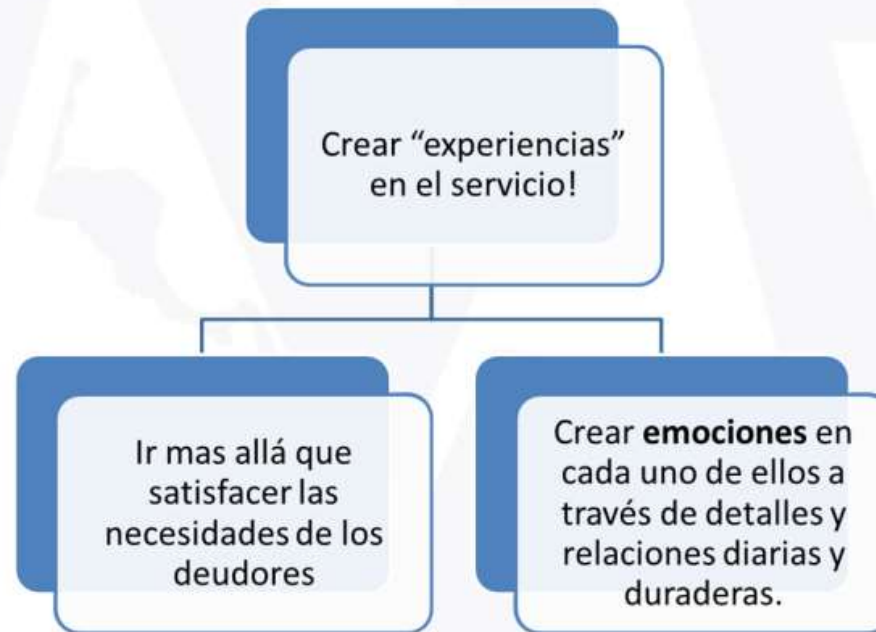 Crear “experiencias”
en el servicio!
Ir mas allá que
satisfacer las
necesidades de los
deudores
Crear emociones en
cada uno de ellos a
través de detalles y
relaciones diarias y
duraderas.